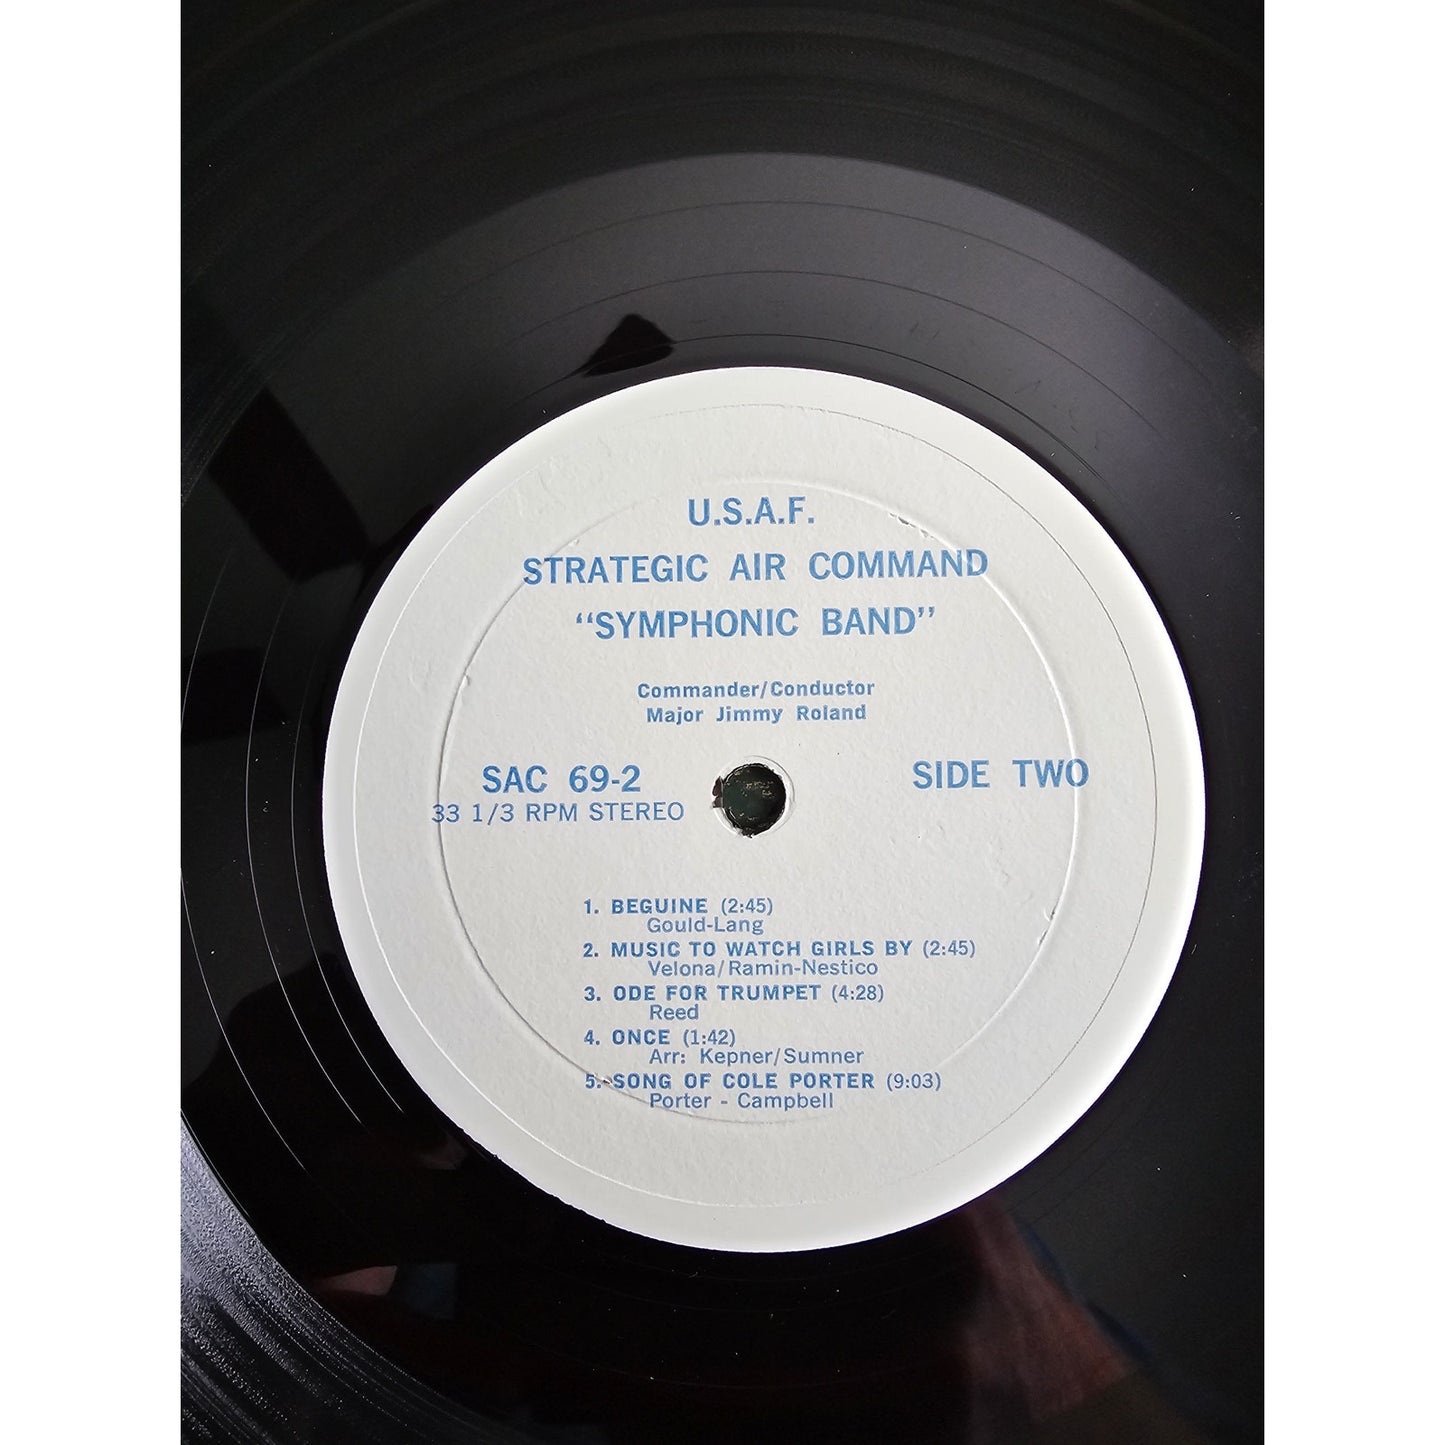 U.S.A.F.
STRATEGIC AIR COMMAND
“SYMPHONIC BAND”
Commander/Conductor
Major Jimmy Roland
SAC 69-2
33 1/3 RPM STEREO
SIDE TWO
1. BEGUINE (2:45)
Gould-Lang
2. MUSIC TO WATCH GIRLS BY (2:45)
Velona/Ramin-Nestico
3. ODE FOR TRUMPET (4:28)
Reed
4. ONCE (1:42)
Arr: Kepner/Sumner
5. SONG OF COLE PORTER (9:03)
Porter - Campbell